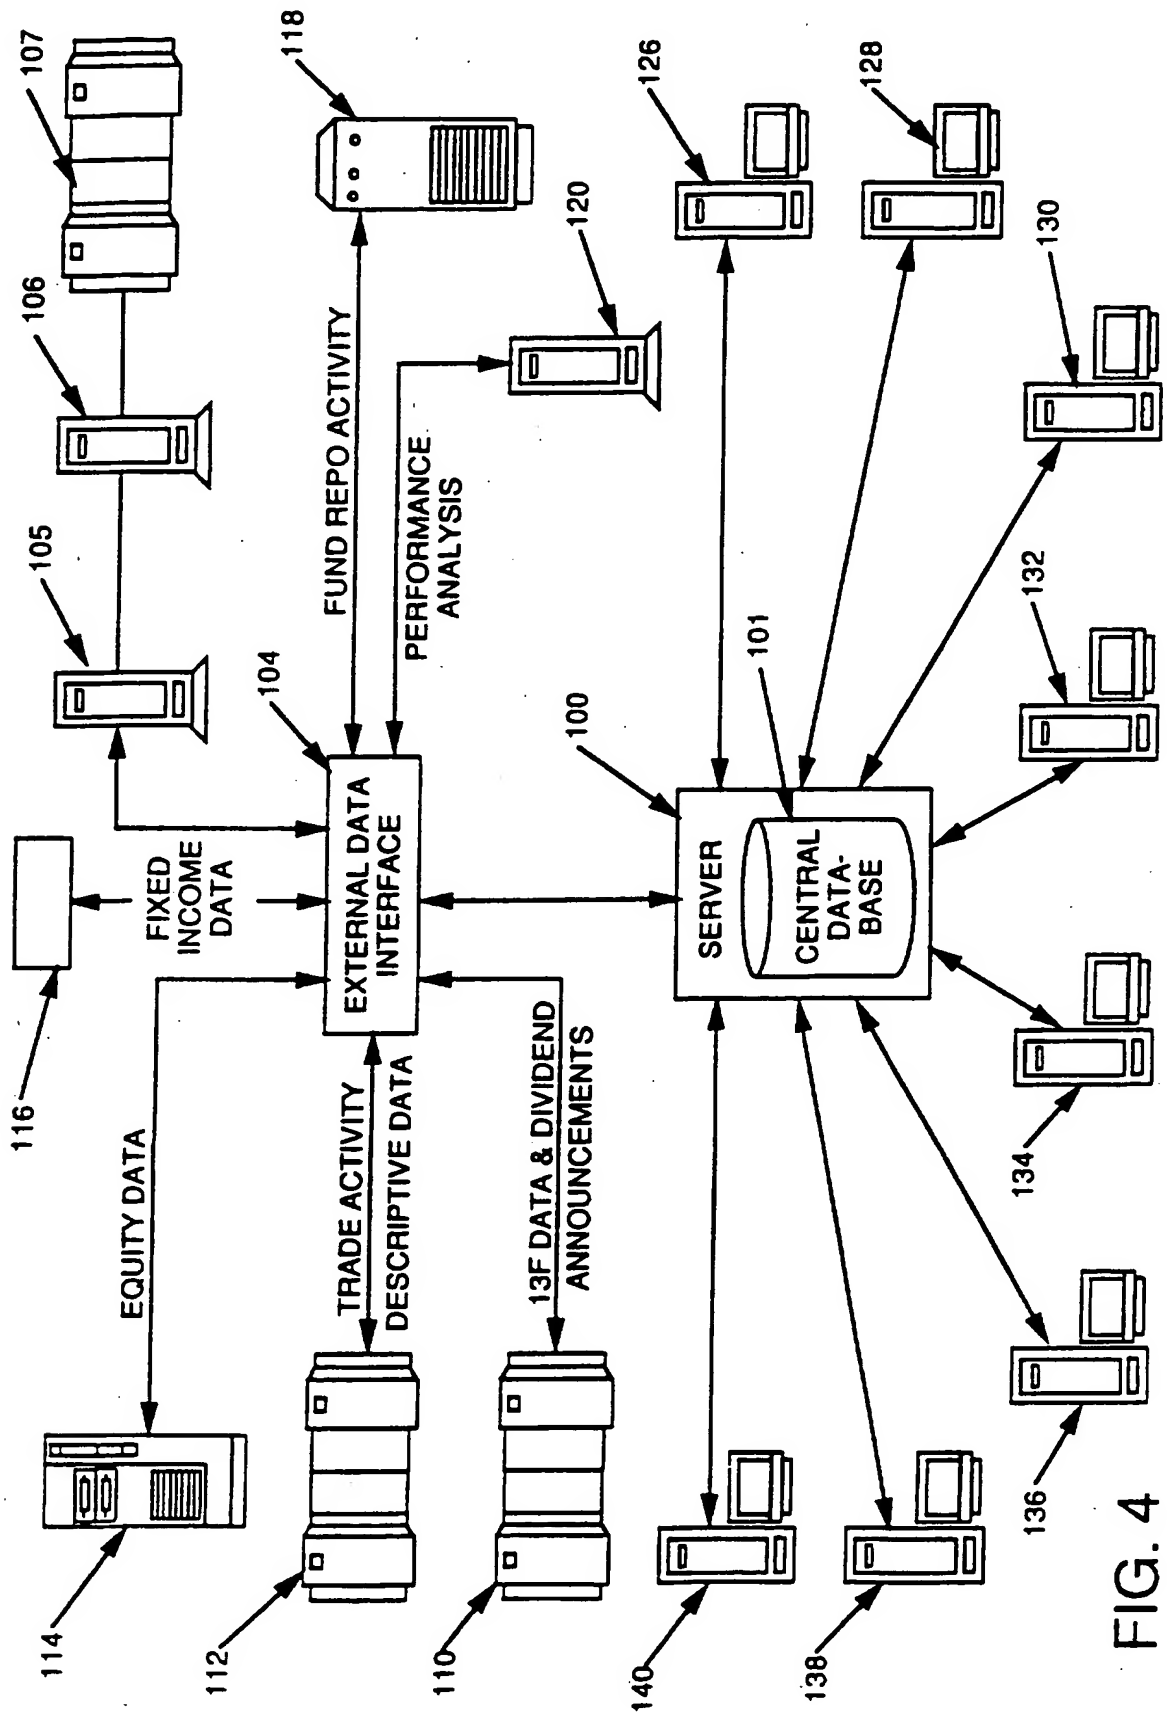 116
107
106
105
114
EQUITY DATA
FIXED
INCOME
DATA
104
118
FUND REPO ACTIVITY
EXTERNAL DATA
INTERFACE
PERFORMANCE
ANALYSIS
120
112
TRADE ACTIVITY
DESCRIPTIVE DATA
110
13F DATA & DIVIDEND
ANNOUNCEMENTS
100
101
SERVER
CENTRAL
DATA-
BASE
126
128
130
132
134
136
138
140
FIG. 4